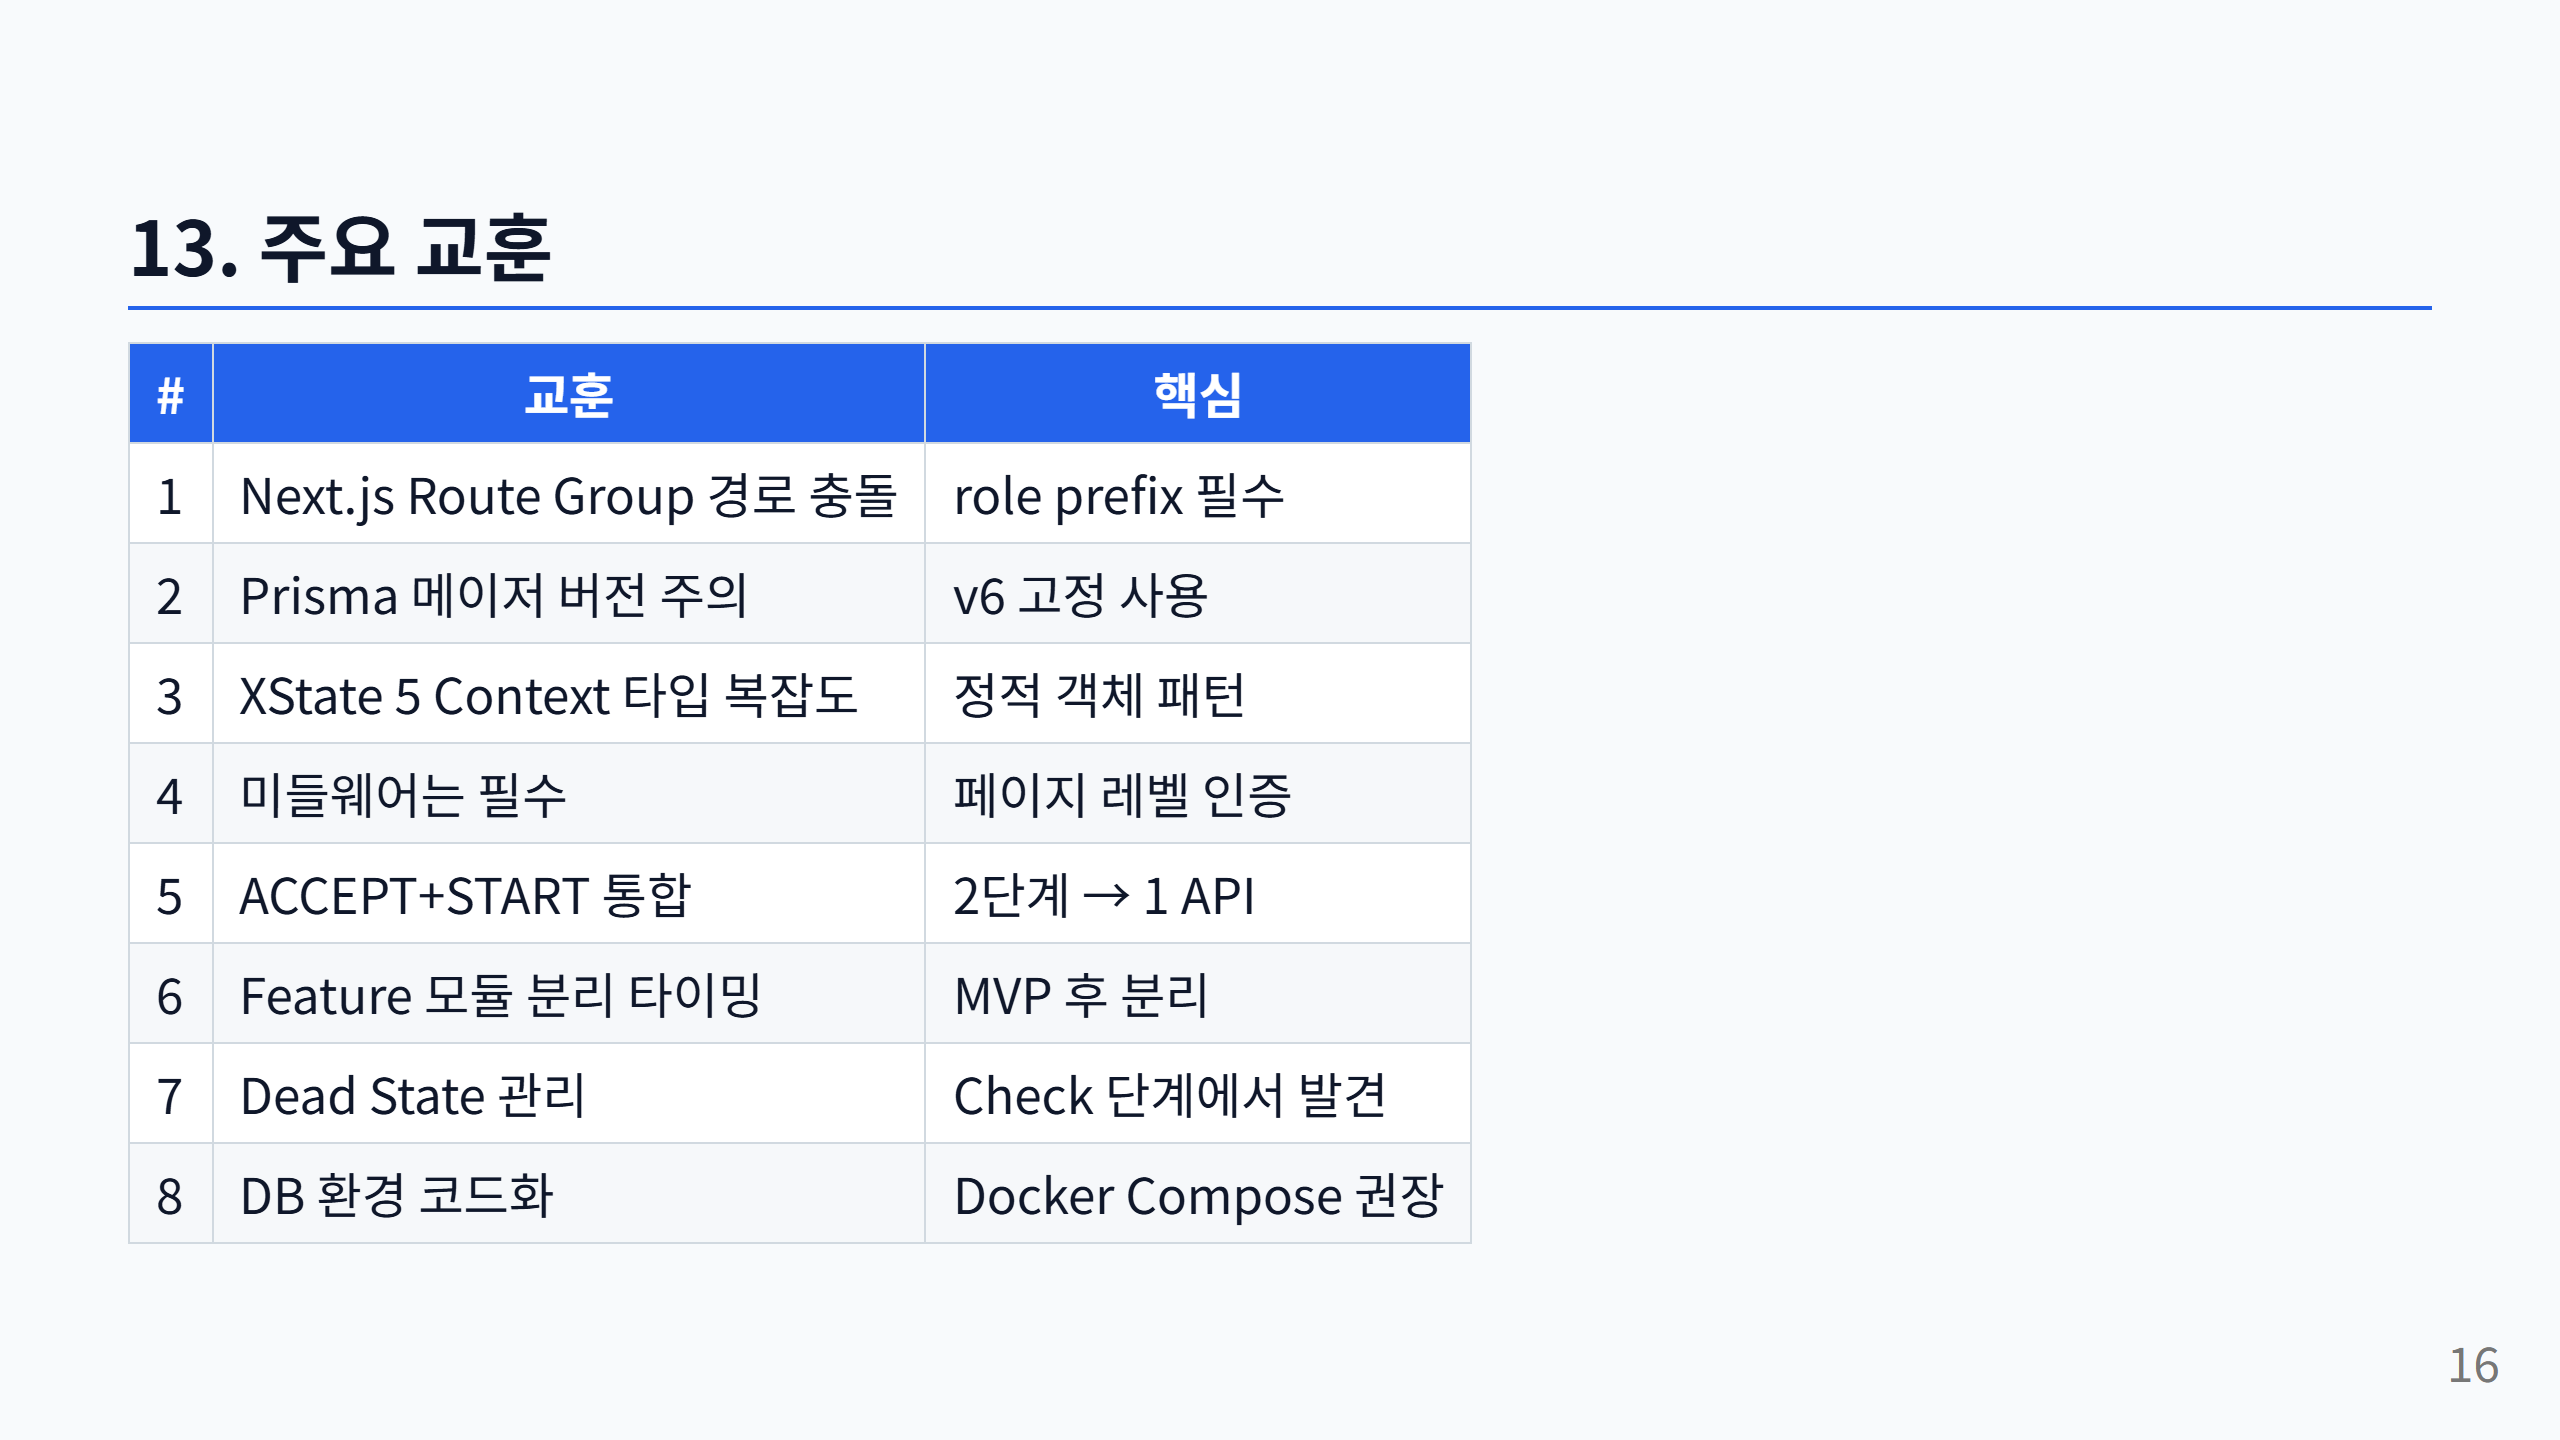 13. 주요 교훈
# 교훈 핵심
1 Next.js Route Group 경로 충돌 role prefix 필수
2 Prisma 메이저 버전 주의 v6 고정 사용
3 XState 5 Context 타입 복잡도 정적 객체 패턴
4 미들웨어는 필수 페이지 레벨 인증
5 ACCEPT+START 통합 2단계 → 1 API
6 Feature 모듈 분리 타이밍 MVP 후 분리
7 Dead State 관리 Check 단계에서 발견
8 DB 환경 코드화 Docker Compose 권장
16